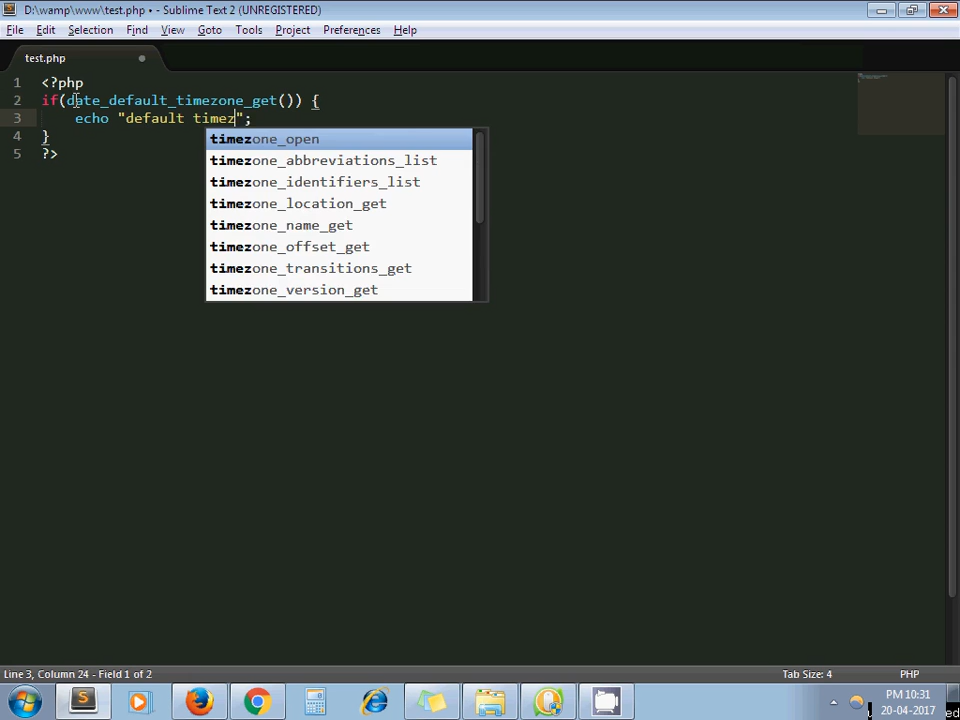 D:\wamp\www\test.php • - Sublime Text 2 (UNREGISTERED)
File Edit Selection Find View Goto Tools Project Preferences Help
test.php
1 <?php
2 if(date_default_timezone_get()) {
3 echo "default timez";
4 }
5 ?>
timezone_open
timezone_abbreviations_list
timezone_identifiers_list
timezone_location_get
timezone_name_get
timezone_offset_get
timezone_transitions_get
timezone_version_get
Line 3, Column 24 - Field 1 of 2 Tab Size: 4 PHP
PM 10:31
20-04-2017